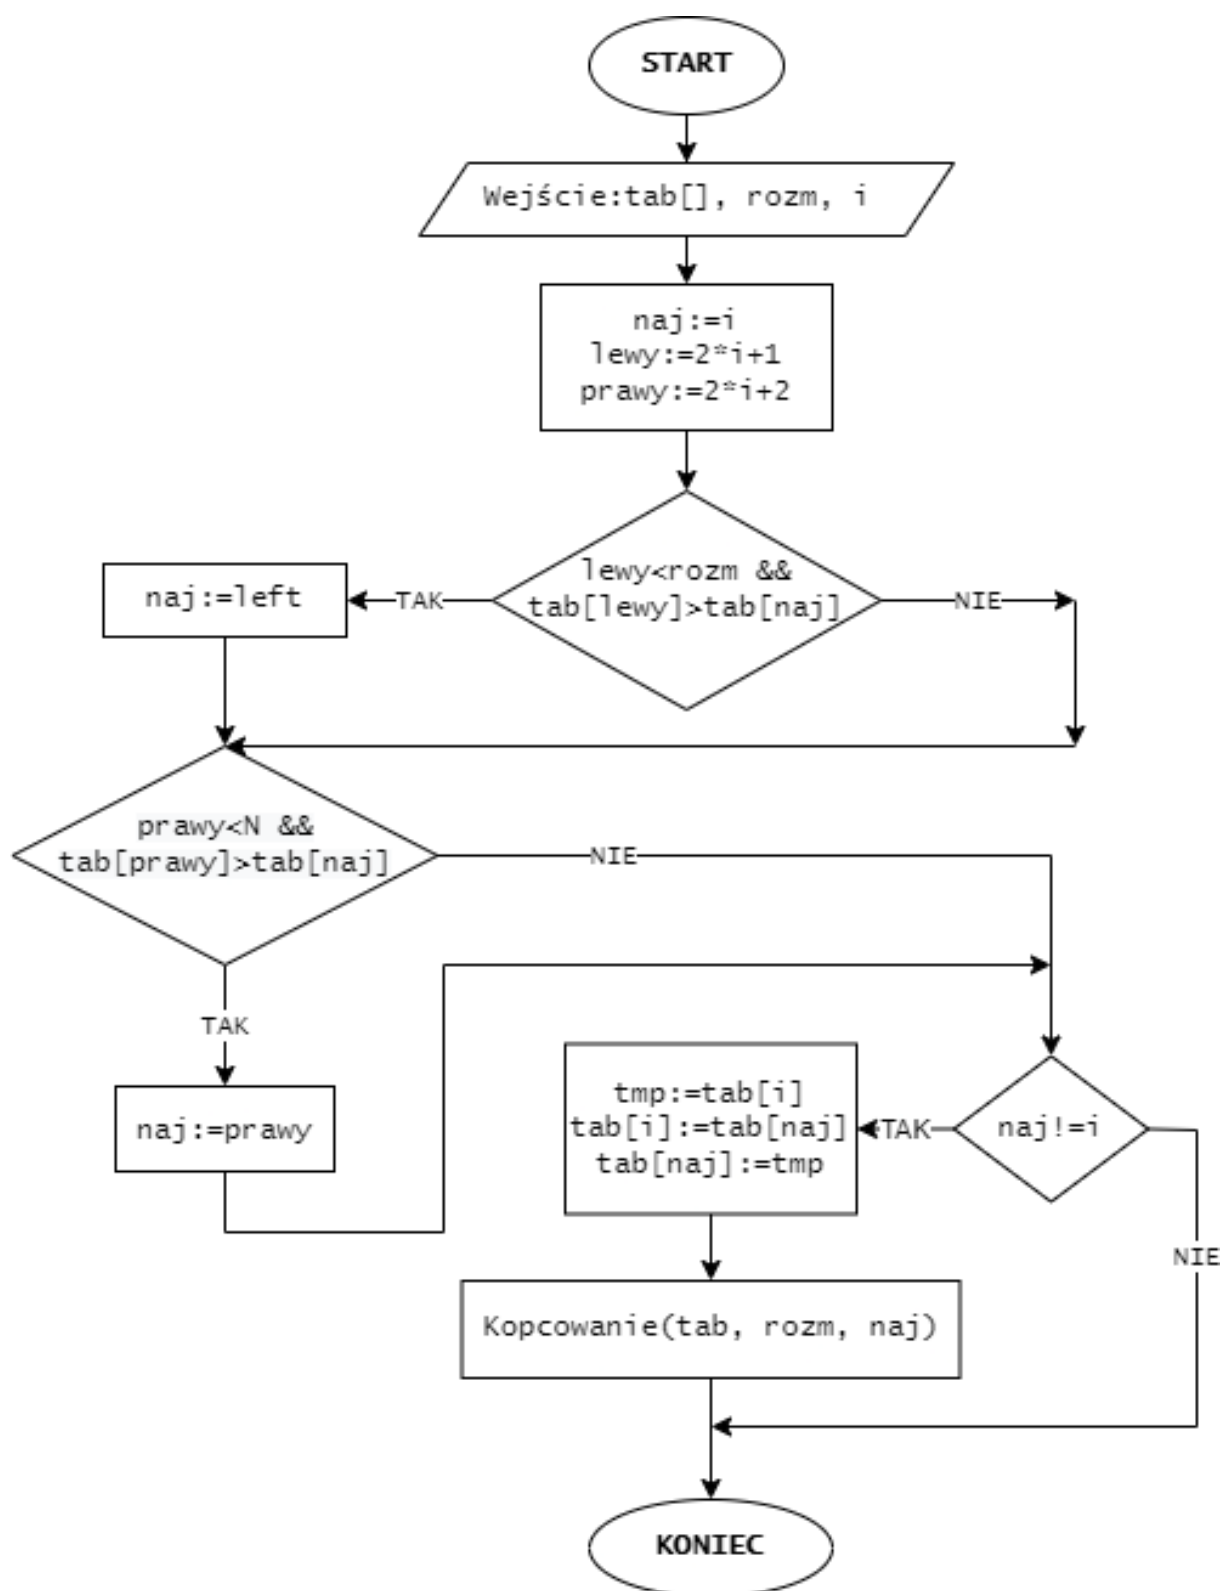 START
Wejście:tab[], rozm, i
naj:=i
lewy:=2*i+1
prawy:=2*i+2
lewy<rozm &&
tab[lewy]>tab[naj]
TAK
NIE
naj:=left
prawy<N &&
tab[prawy]>tab[naj]
NIE
TAK
naj:=prawy
naj!=i
TAK
NIE
tmp:=tab[i]
tab[i]:=tab[naj]
tab[naj]:=tmp
Kopcowanie(tab, rozm, naj)
KONIEC